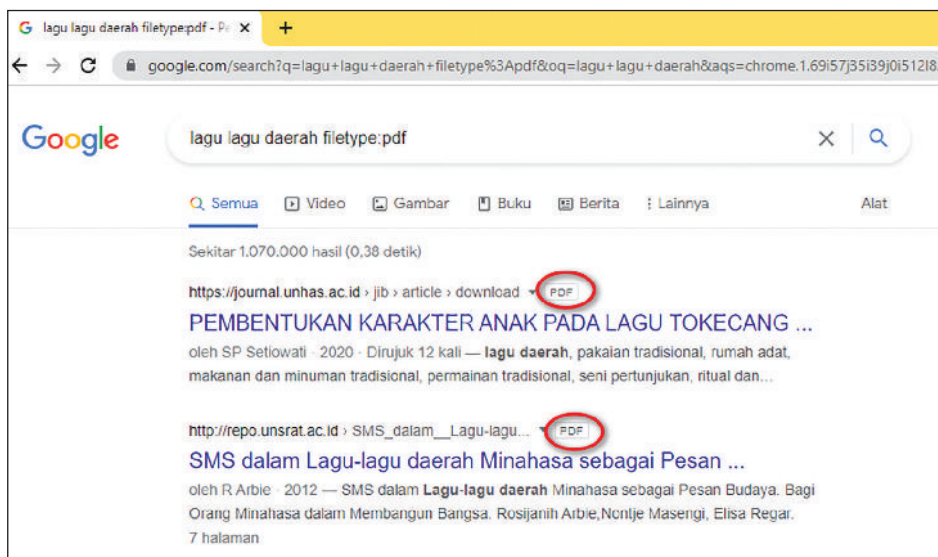 lagu lagu daerah filetype:pdf - Pe
google.com/search?q=lagu+lagu+daerah+filetype%3Apdf&oq=lagu+lagu+daerah&aqs=chrome.1.69i57j35i39j0i512l8
Google
lagu lagu daerah filetype:pdf
Semua Video Gambar Buku Berita Lainnya Alat
Sekitar 1.070.000 hasil (0,38 detik)
https://journal.unhas.ac.id › jib › article › download PDF
PEMBENTUKAN KARAKTER ANAK PADA LAGU TOKECANG ...
oleh SP Setiowati · 2020 · Dirujuk 12 kali — lagu daerah, pakaian tradisional, rumah adat,
makanan dan minuman tradisional, permainan tradisional, seni pertunjukan, ritual dan...
http://repo.unsrat.ac.id › SMS_dalam__Lagu-lagu... PDF
SMS dalam Lagu-lagu daerah Minahasa sebagai Pesan ...
oleh R Arbie · 2012 — SMS dalam Lagu-lagu daerah Minahasa sebagai Pesan Budaya. Bagi
Orang Minahasa dalam Membangun Bangsa. Rosijanih Arbie,Nontje Masengi, Elisa Regar.
7 halaman